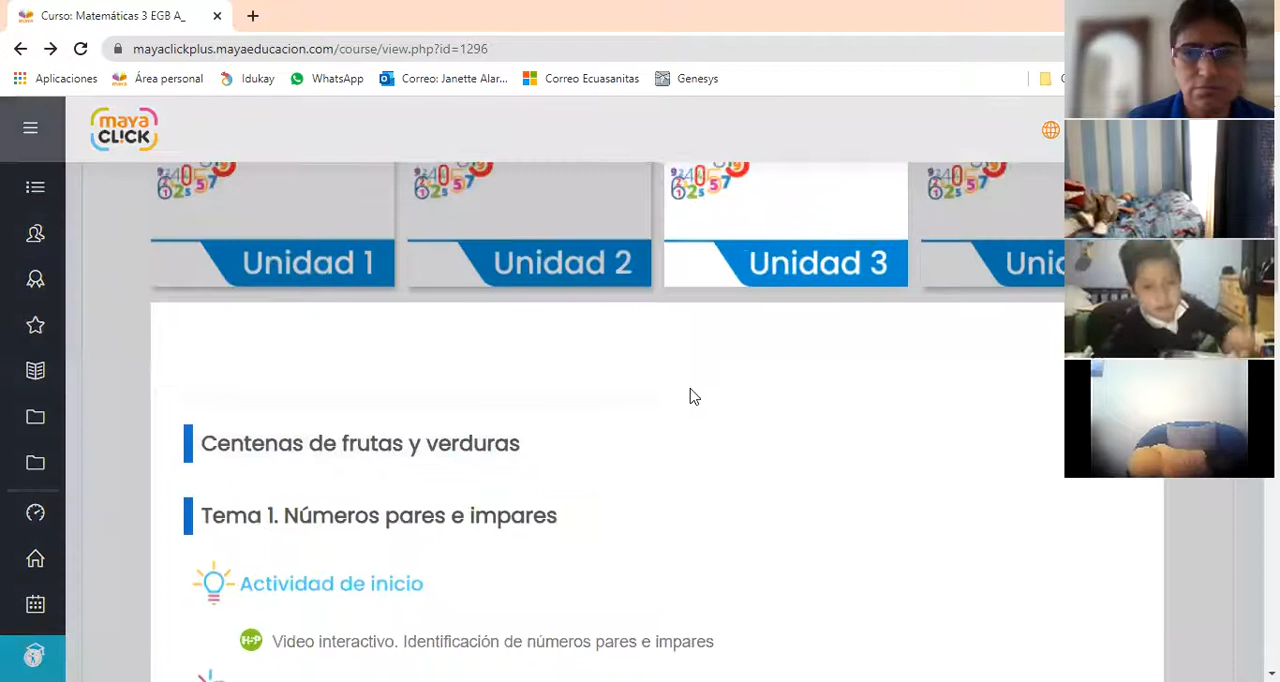 Curso: Matemáticas 3 EGB A_
mayaclickplus.mayaeducacion.com/course/view.php?id=1296
Aplicaciones Área personal Idukay WhatsApp Correo: Janette Alar... Correo Ecuasanitas Genesys
maya
CL!CK
Unidad 1 Unidad 2 Unidad 3
Centenas de frutas y verduras
Tema 1. Números pares e impares
Actividad de inicio
H-P Video interactivo. Identificación de números pares e impares